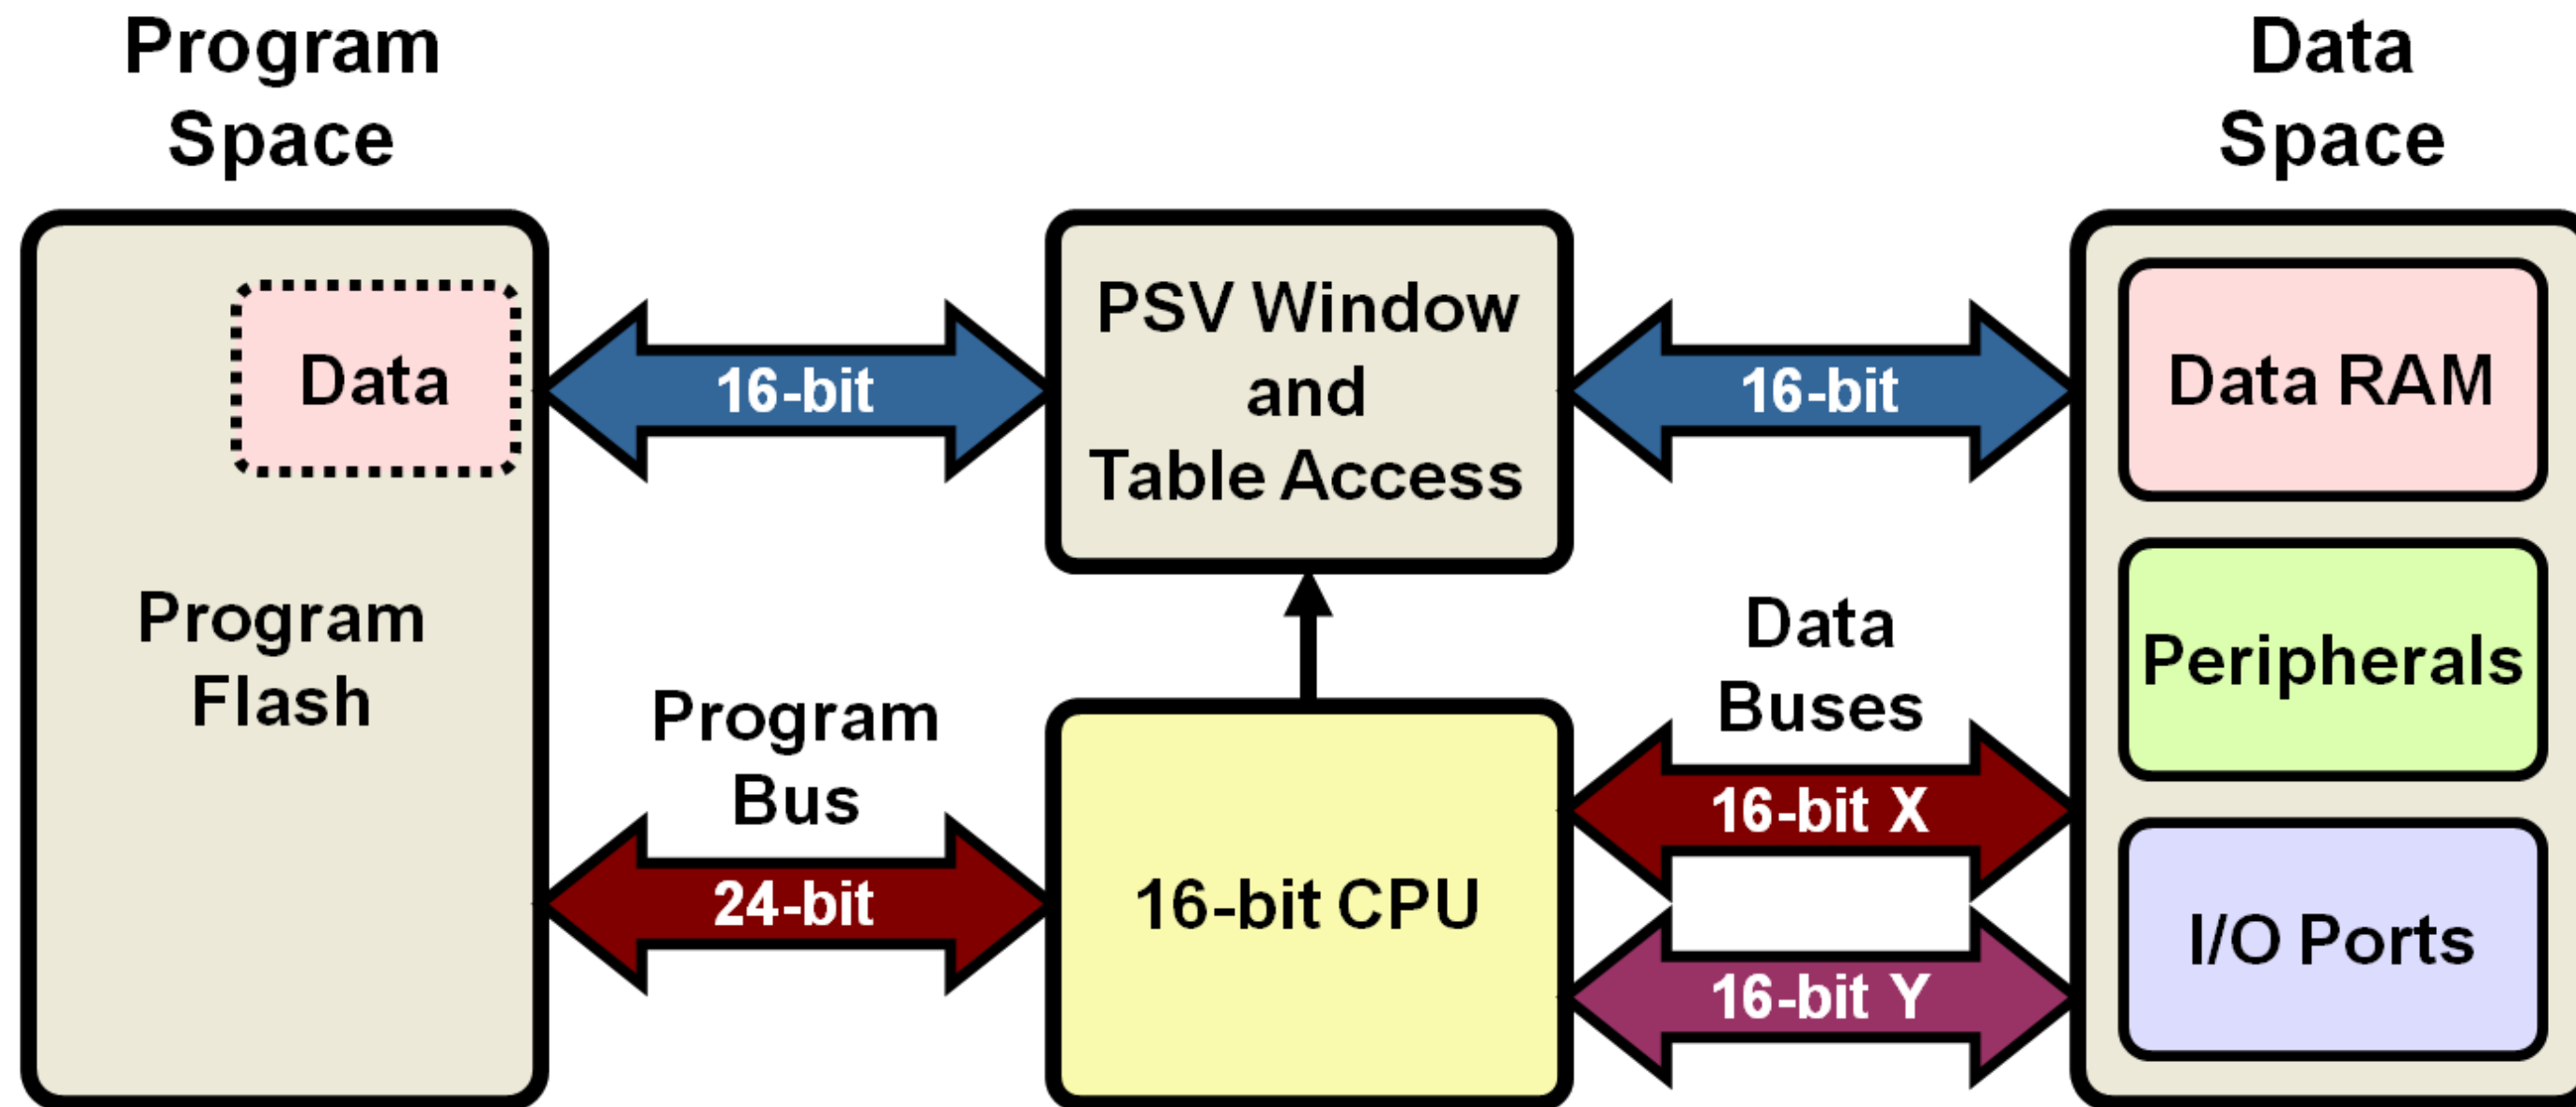 Program
Space
Data
Space
Data
16-bit
PSV Window
and
Table Access
16-bit
Data RAM
Program
Flash
Program
Bus
24-bit
16-bit CPU
Data
Buses
16-bit X
16-bit Y
Peripherals
I/O Ports